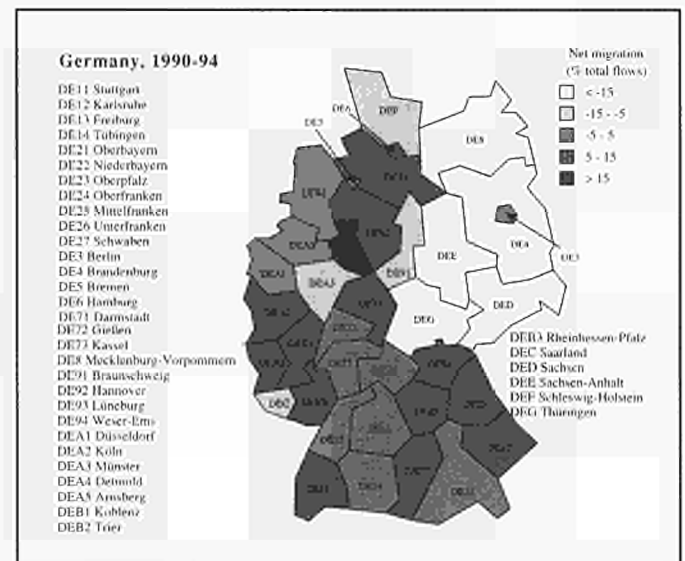 Germany, 1990-94
Net migration
(% total flows)
< -15
-15 - -5
-5 - 5
5 - 15
> 15
DE11 Stuttgart
DE12 Karlsruhe
DE13 Freiburg
DE14 Tübingen
DE21 Oberbayern
DE22 Niederbayern
DE23 Oberpfalz
DE24 Oberfranken
DE25 Mittelfranken
DE26 Unterfranken
DE27 Schwaben
DE3 Berlin
DE4 Brandenburg
DE5 Bremen
DE6 Hamburg
DE71 Darmstadt
DE72 Gießen
DE73 Kassel
DE8 Mecklenburg-Vorpommern
DE91 Braunschweig
DE92 Hannover
DE93 Lüneburg
DE94 Weser-Ems
DEA1 Düsseldorf
DEA2 Köln
DEA3 Münster
DEA4 Detmold
DEA5 Arnsberg
DEB1 Koblenz
DEB2 Trier
DEB3 Rheinhessen-Pfalz
DEC Saarland
DED Sachsen
DEE Sachsen-Anhalt
DEF Schleswig-Holstein
DEG Thüringen
DE6
DEF
DE5
DE8
DE4
DE3
DEE
DED
DEG
DEA5
DE91